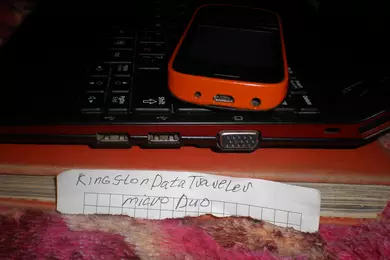 Kingston Data Traveler
micro Duo